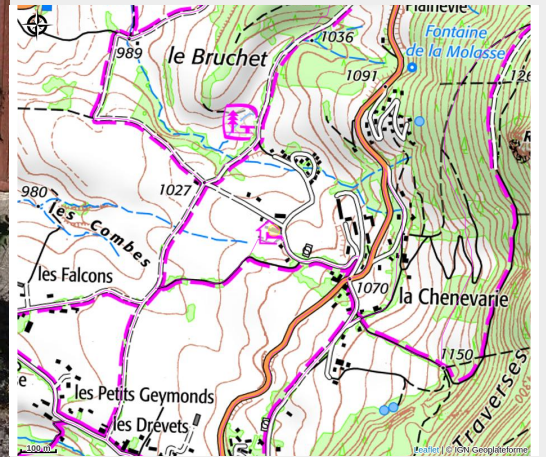 Plainevie
Fontaine
de la Molasse
1036
989
le Bruchet
1091
126
1027
980
les Combes
les Falcons
1070
la Chenevarie
1150
les Petits Geymonds
les Drevets
Traverses
100 m
Leaflet | © IGN Geoplateforme